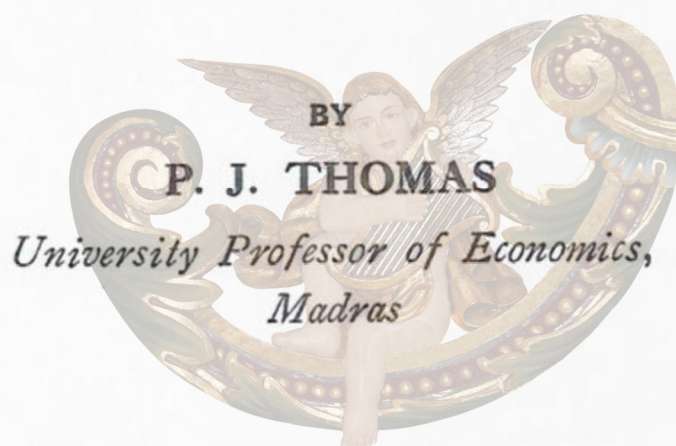 BY
P. J. THOMAS
University Professor of Economics,
Madras